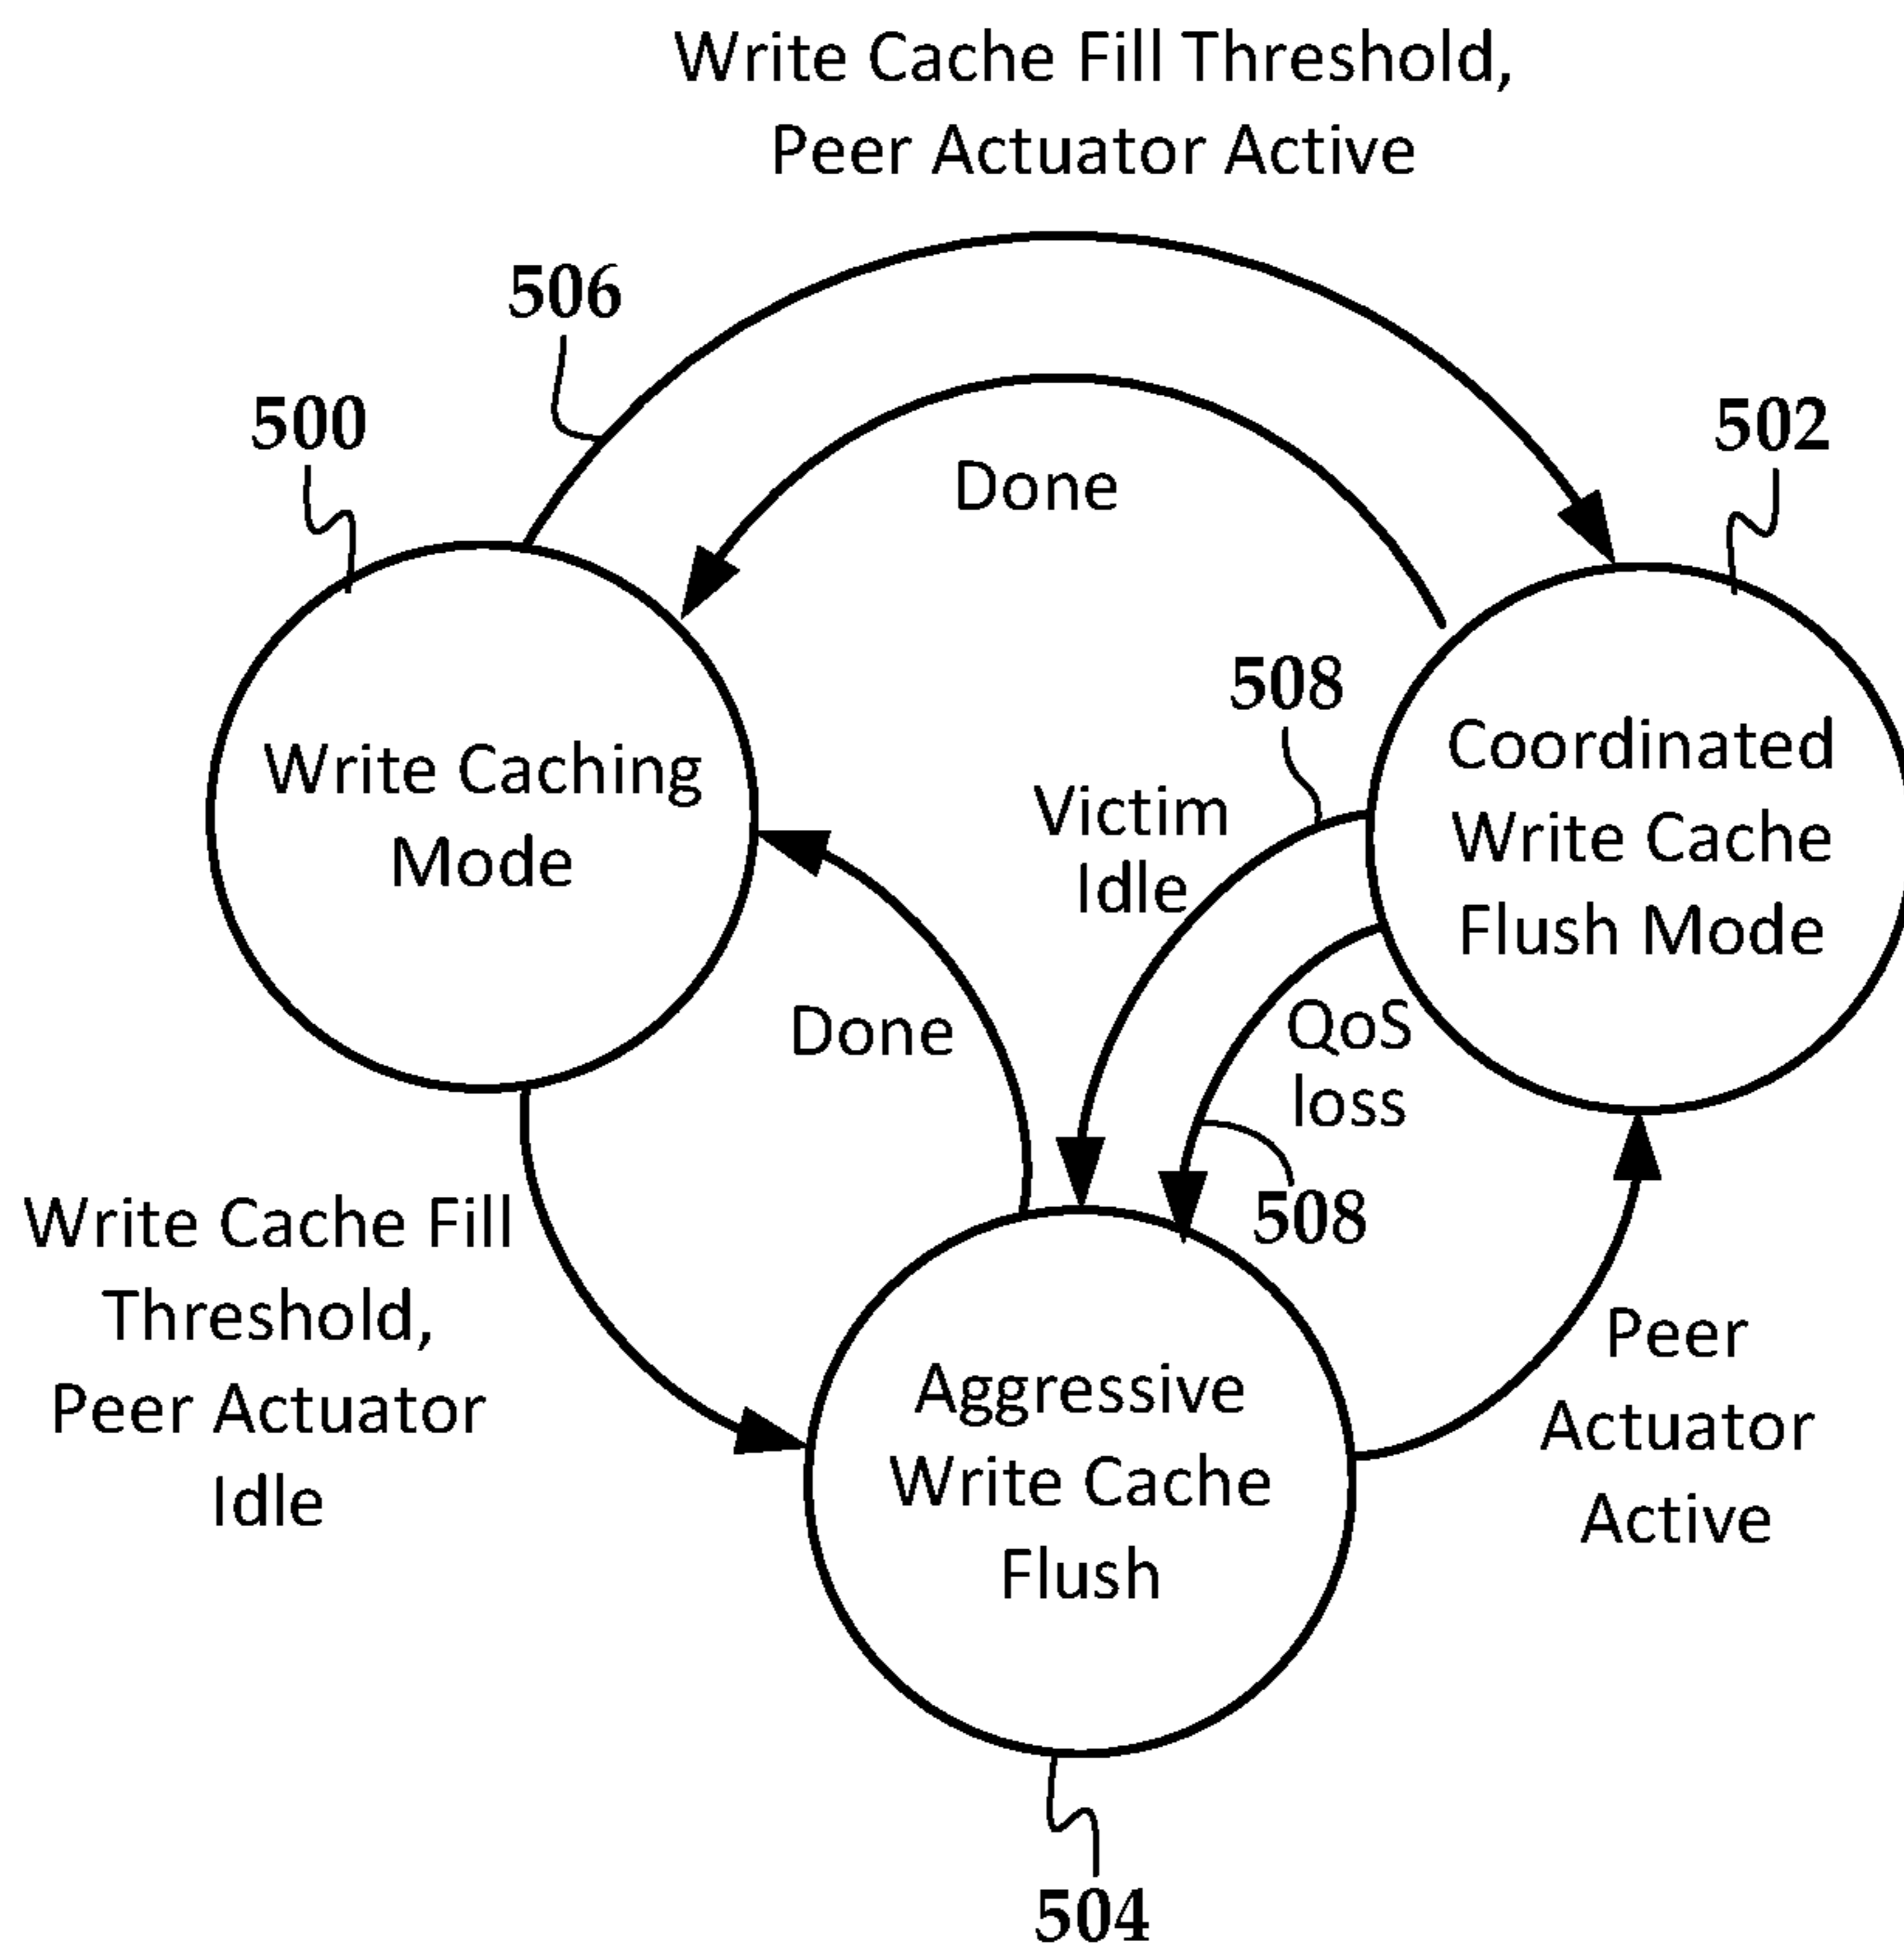 Write Cache Fill Threshold,
Peer Actuator Active
506
500
502
Done
508
Write Caching
Mode
Coordinated
Write Cache
Flush Mode
Victim
Idle
Done
QoS
loss
508
Write Cache Fill
Threshold,
Peer Actuator
Idle
Aggressive
Write Cache
Flush
Peer
Actuator
Active
504